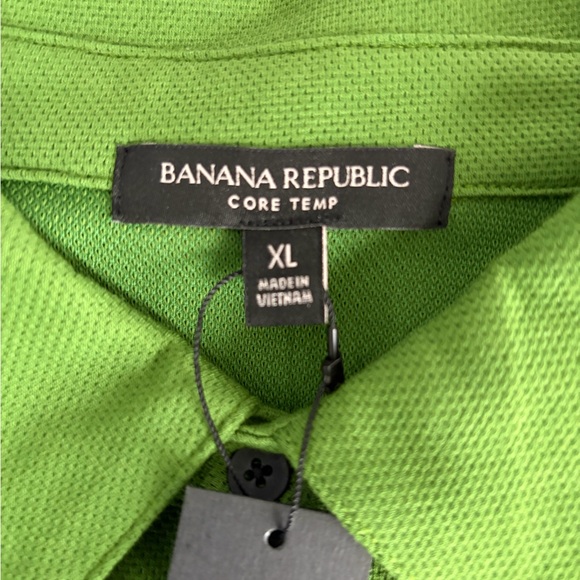 BANANA REPUBLIC
CORE TEMP
XL
MADE IN
VIETNAM